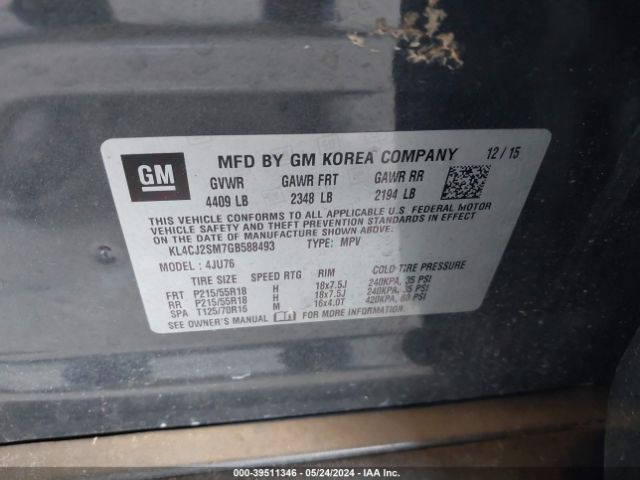 GM
MFD BY GM KOREA COMPANY 12/15
GVWR GAWR FRT GAWR RR
4409 LB 2348 LB 2194 LB
THIS VEHICLE CONFORMS TO ALL APPLICABLE U.S. FEDERAL MOTOR
VEHICLE SAFETY AND THEFT PREVENTION STANDARDS IN EFFECT
ON THE DATE OF MANUFACTURE SHOWN ABOVE.
KL4CJ2SM7GB588493 TYPE: MPV
MODEL: 4JU76
TIRE SIZE SPEED RTG RIM COLD TIRE PRESSURE
FRT P215/55R18 H 18x7.5J 240KPA, 35 PSI
RR P215/55R18 H 18x7.5J 240KPA, 35 PSI
SPA T125/70R16 M 16x4.0T 420KPA, 60 PSI
SEE OWNER'S MANUAL FOR MORE INFORMATION.
000-39511346 - 05/24/2024 - IAA Inc.